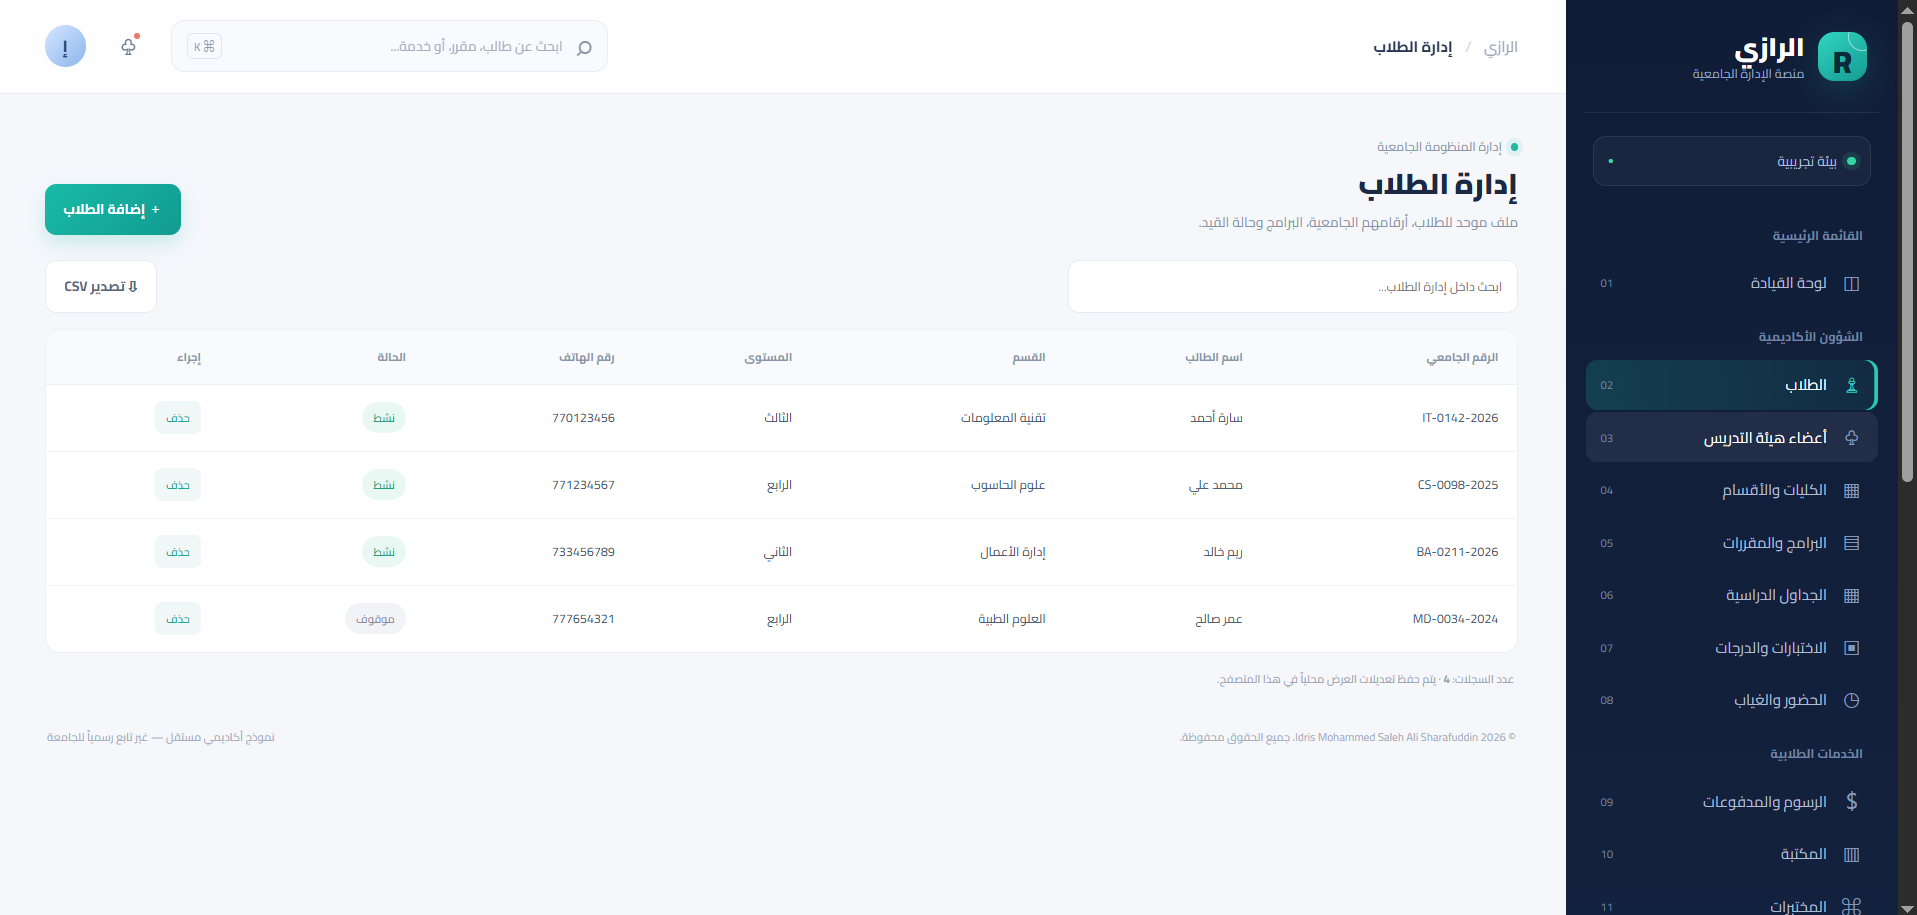 الرازي
منصة الإدارة الجامعية
R
بيئة تجريبية
القائمة الرئيسية
لوحة القيادة 01
الشؤون الأكاديمية
الطلاب 02
أعضاء هيئة التدريس 03
الكليات والأقسام 04
البرامج والمقررات 05
الجداول الدراسية 06
الاختبارات والدرجات 07
الحضور والغياب 08
الخدمات الطلابية
$ الرسوم والمدفوعات 09
المكتبة 10
⌘ المختبرات 11
الرازي / إدارة الطلاب
ابحث عن طالب، مقرر، أو خدمة...
⌘ K
إ
إدارة المنظومة الجامعية
إدارة الطلاب
ملف موحد للطلاب، أرقامهم الجامعية، البرامج وحالة القيد.
+ إضافة الطلاب
ابحث داخل إدارة الطلاب...
⇩ تصدير CSV
الرقم الجامعي اسم الطالب القسم المستوى رقم الهاتف الحالة إجراء
IT-0142-2026 سارة أحمد تقنية المعلومات الثالث 770123456 نشط حذف
CS-0098-2025 محمد علي علوم الحاسوب الرابع 771234567 نشط حذف
BA-0211-2026 ريم خالد إدارة الأعمال الثاني 733456789 نشط حذف
MD-0034-2024 عمر صالح العلوم الطبية الرابع 777654321 موقوف حذف
عدد السجلات: 4 · يتم حفظ تعديلات العرض محلياً في هذا المتصفح.
© 2026 Idris Mohammed Saleh Ali Sharafuddin. جميع الحقوق محفوظة.
نموذج أكاديمي مستقل — غير تابع رسمياً للجامعة